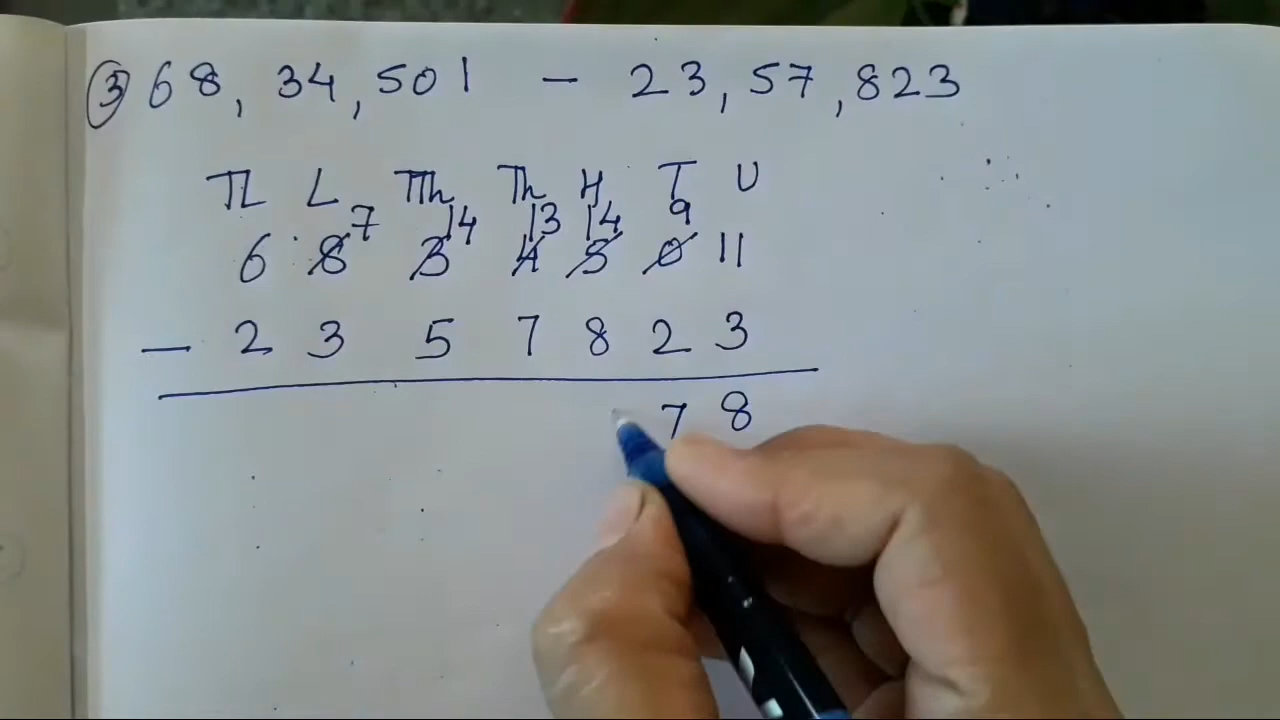 ③ 68, 34, 501 - 23, 57, 823
TL L TTh Th H T U
7 14 13 14 9
6 8 3 4 5 0 11
- 2 3 5 7 8 2 3
7 8